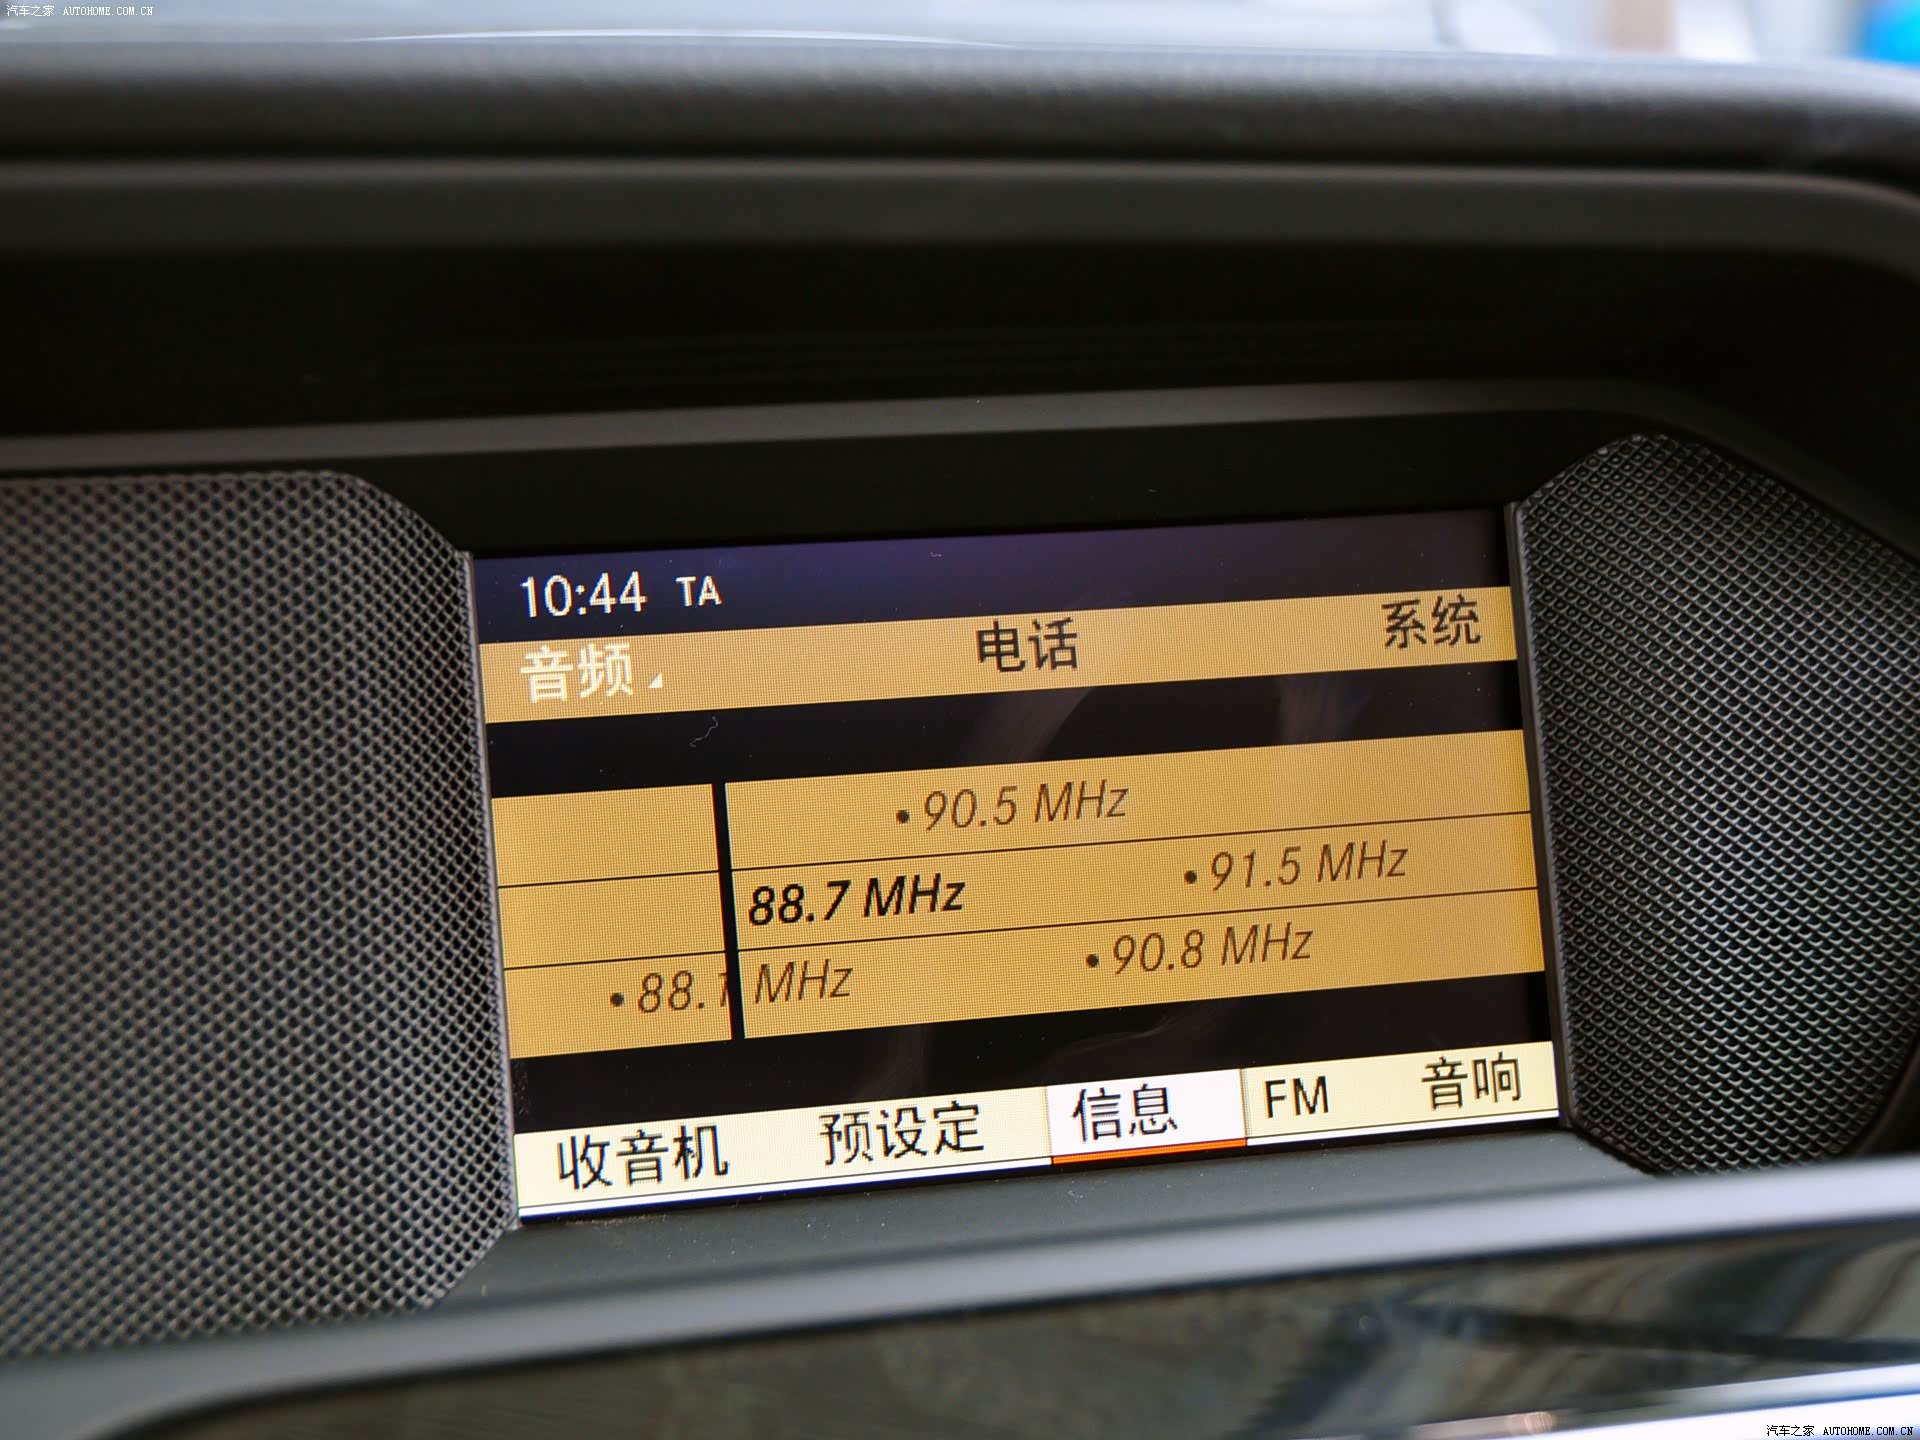 汽车之家 AUTOHOME.COM.CN
10:44 TA
音频 电话 系统
•90.5 MHz
88.7 MHz •91.5 MHz
•88.1 MHz •90.8 MHz
收音机 预设定 信息 FM 音响
汽车之家 AUTOHOME.COM.CN